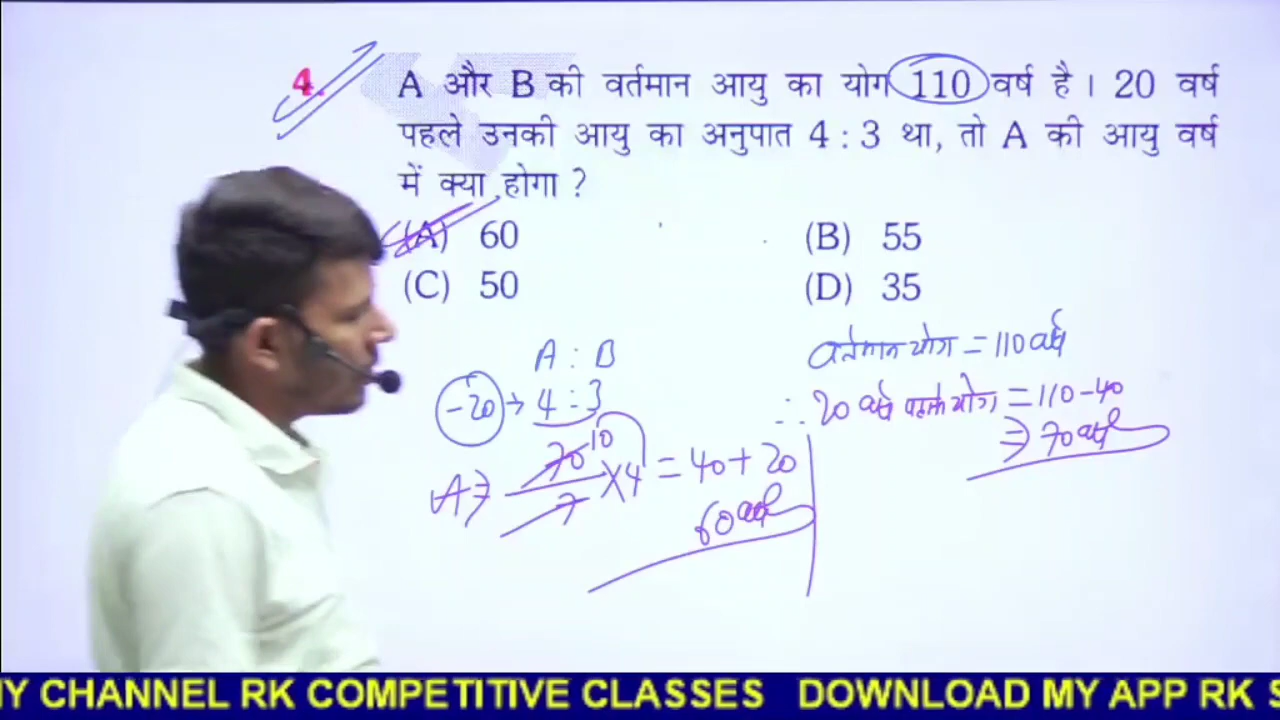 4. A और B की वर्तमान आयु का योग 110 वर्ष है। 20 वर्ष
पहले उनकी आयु का अनुपात 4 : 3 था, तो A की आयु वर्ष
में क्या होगा ?
(A) 60
(B) 55
(C) 50
(D) 35
A : B
-20 → 4 : 3
A ⇒ 70/7 10 × 4 = 40 + 20
60 वर्ष
वर्तमान योग = 110 वर्ष
∴ 20 वर्ष पहले योग = 110 - 40
⇒ 70 वर्ष
MY CHANNEL RK COMPETITIVE CLASSES DOWNLOAD MY APP RK S